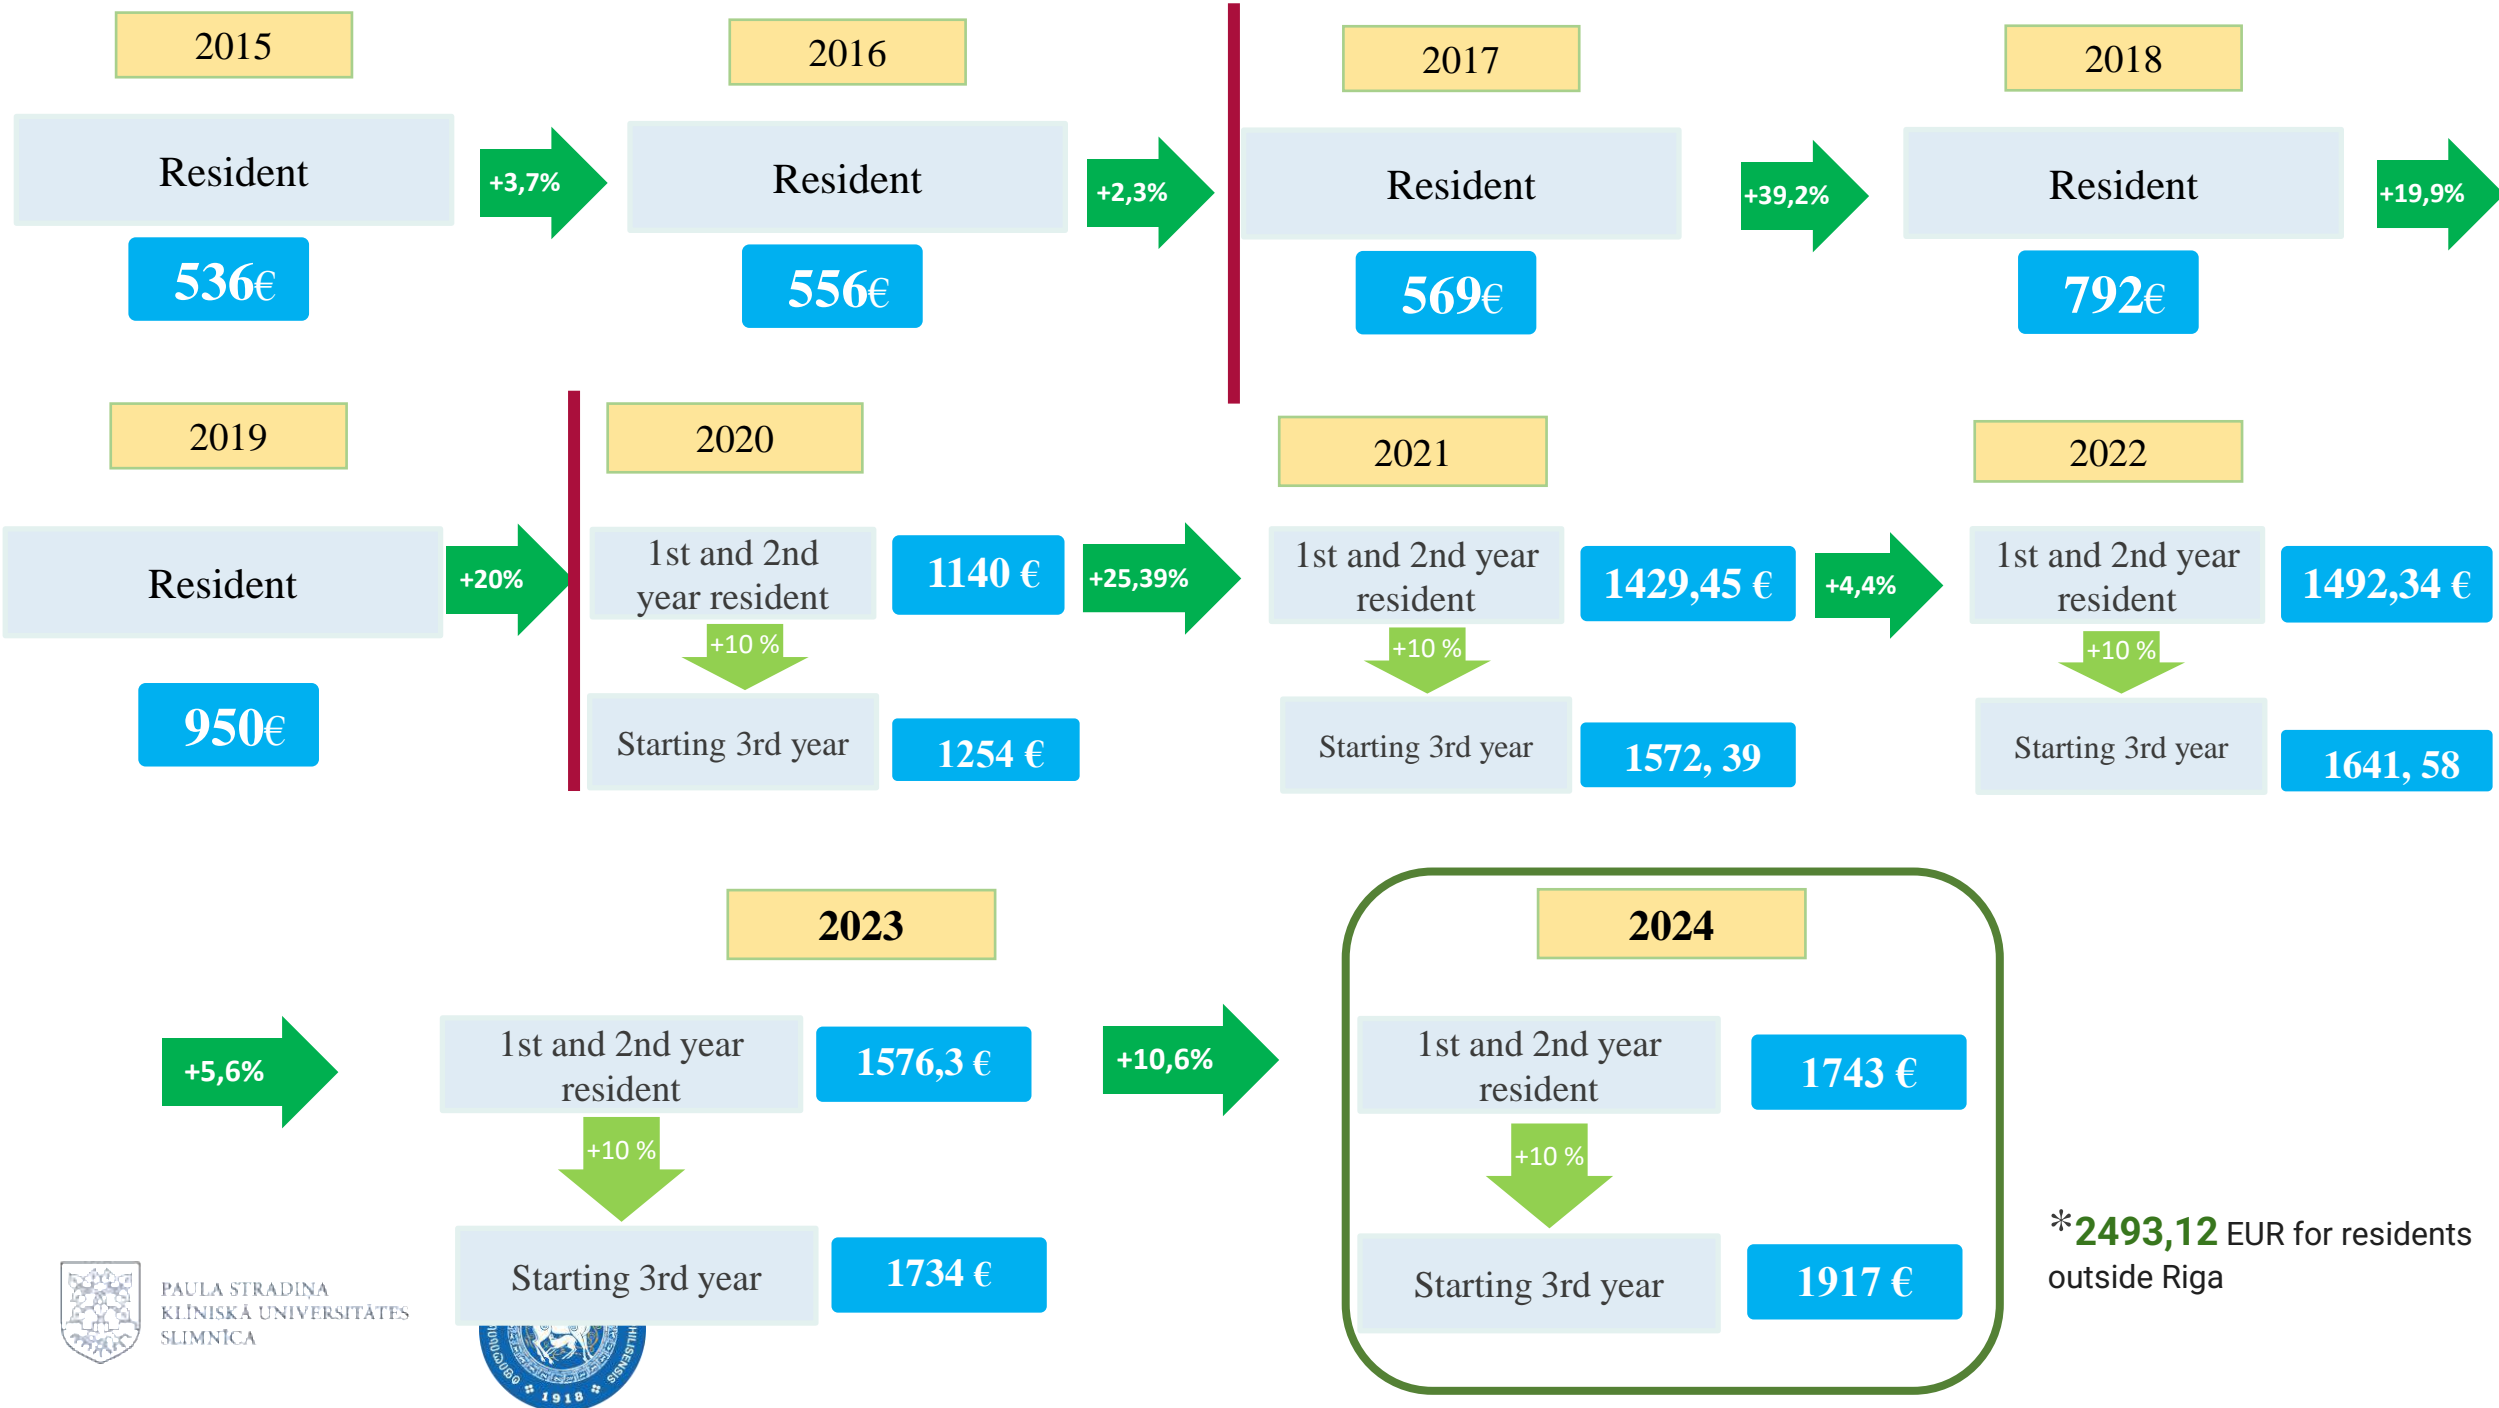 2015
2016
2017
2018
Resident
+3,7%
Resident
+2,3%
Resident
+39,2%
Resident
+19,9%
536€
556€
569€
792€
2019
2020
2021
2022
Resident
+20%
1st and 2nd
year resident
1140 €
+25,39%
1st and 2nd year
resident
1429,45 €
+4,4%
1st and 2nd year
resident
1492,34 €
+10 %
+10 %
+10 %
950€
Starting 3rd year
1254 €
Starting 3rd year
1572, 39
Starting 3rd year
1641, 58
2023
2024
+5,6%
1st and 2nd year
resident
1576,3 €
+10,6%
1st and 2nd year
resident
1743 €
+10 %
+10 %
Starting 3rd year
1734 €
Starting 3rd year
1917 €
*2493,12 EUR for residents
outside Riga
PAULA STRADIŅA
KLĪNISKĀ UNIVERSITĀTES
SLIMNĪCA
1918